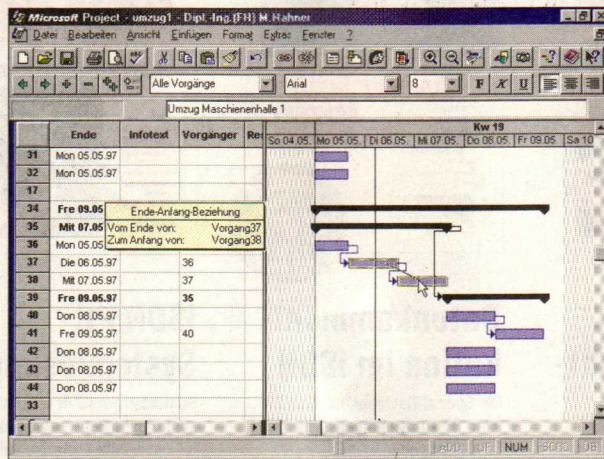 Microsoft Project - umzug1 - Dipl.-Ing.(FH) M. Hahner
Datei Bearbeiten Ansicht Einfügen Format Extras Fenster ?
Alle Vorgänge Arial 8 F K U
Umzug Maschienenhalle 1
Ende Infotext Vorgänger Re
Kw 19
So 04.05. Mo 05.05. Di 06.05. Mi 07.05. Do 08.05. Fr 09.05. Sa 10
31 Mon 05.05.97
32 Mon 05.05.97
17
34 Fre 09.05
35 Mit 07.05
36 Mon 05.05
Ende-Anfang-Beziehung
Vom Ende von: Vorgang37
Zum Anfang von: Vorgang38
37 Die 06.05.97 36
38 Mit 07.05.97 37
39 Fre 09.05.97 35
40 Don 08.05.97
41 Fre 09.05.97 40
42 Don 08.05.97
43 Don 08.05.97
44 Don 08.05.97
33
NUM